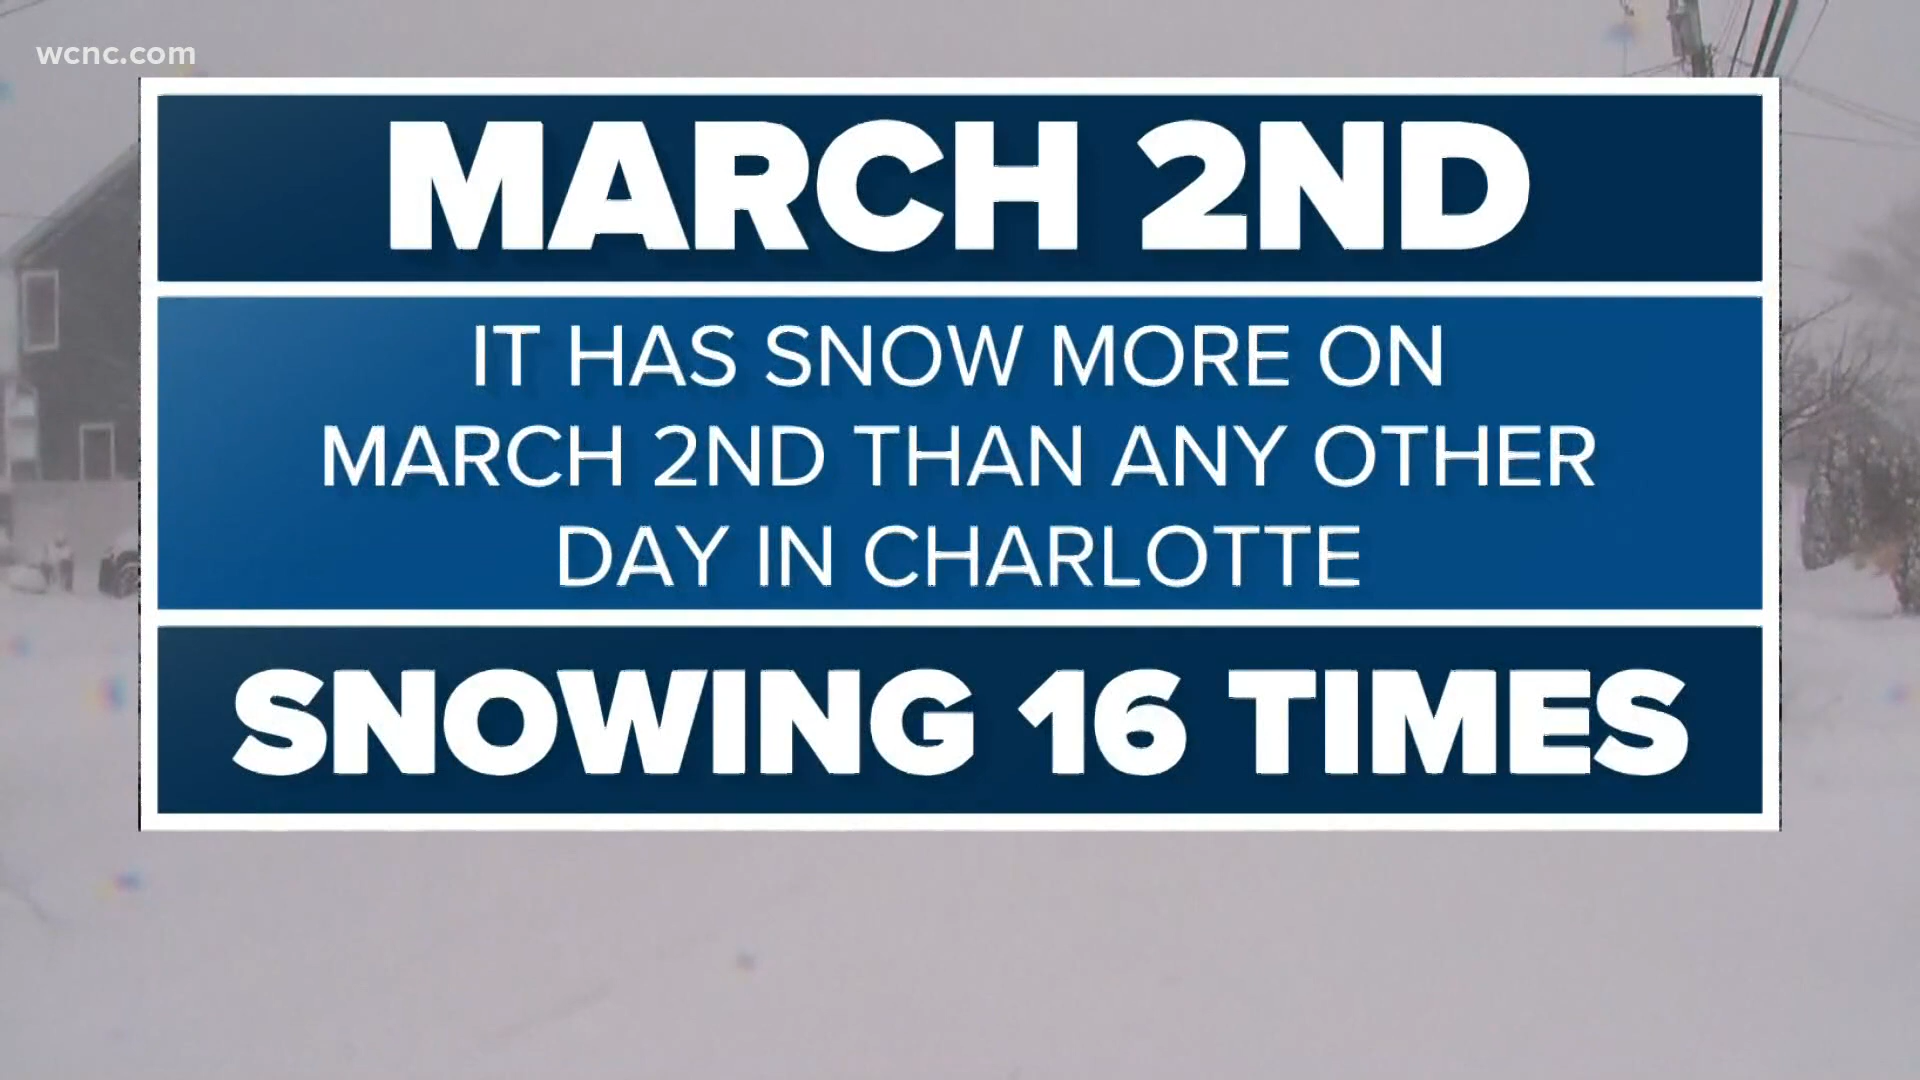 wcnc.com
MARCH 2ND
IT HAS SNOW MORE ON
MARCH 2ND THAN ANY OTHER
DAY IN CHARLOTTE
SNOWING 16 TIMES